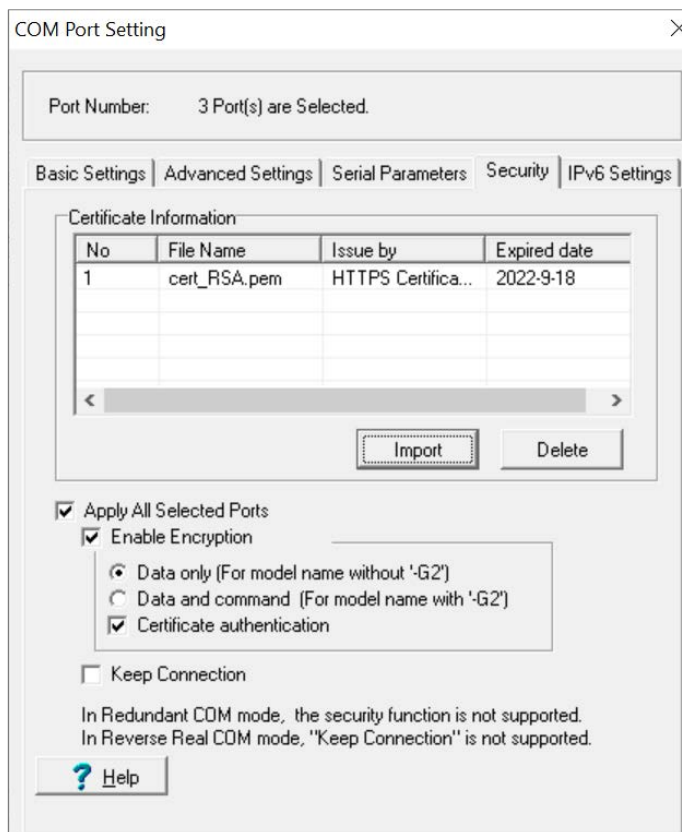 COM Port Setting
Port Number: 3 Port(s) are Selected.
Basic Settings Advanced Settings Serial Parameters Security IPv6 Settings
Certificate Information
No File Name Issue by Expired date
1 cert_RSA.pem HTTPS Certifica... 2022-9-18
Import Delete
Apply All Selected Ports
Enable Encryption
Data only (For model name without '-G2')
Data and command (For model name with '-G2')
Certificate authentication
Keep Connection
In Redundant COM mode, the security function is not supported.
In Reverse Real COM mode, "Keep Connection" is not supported.
? Help